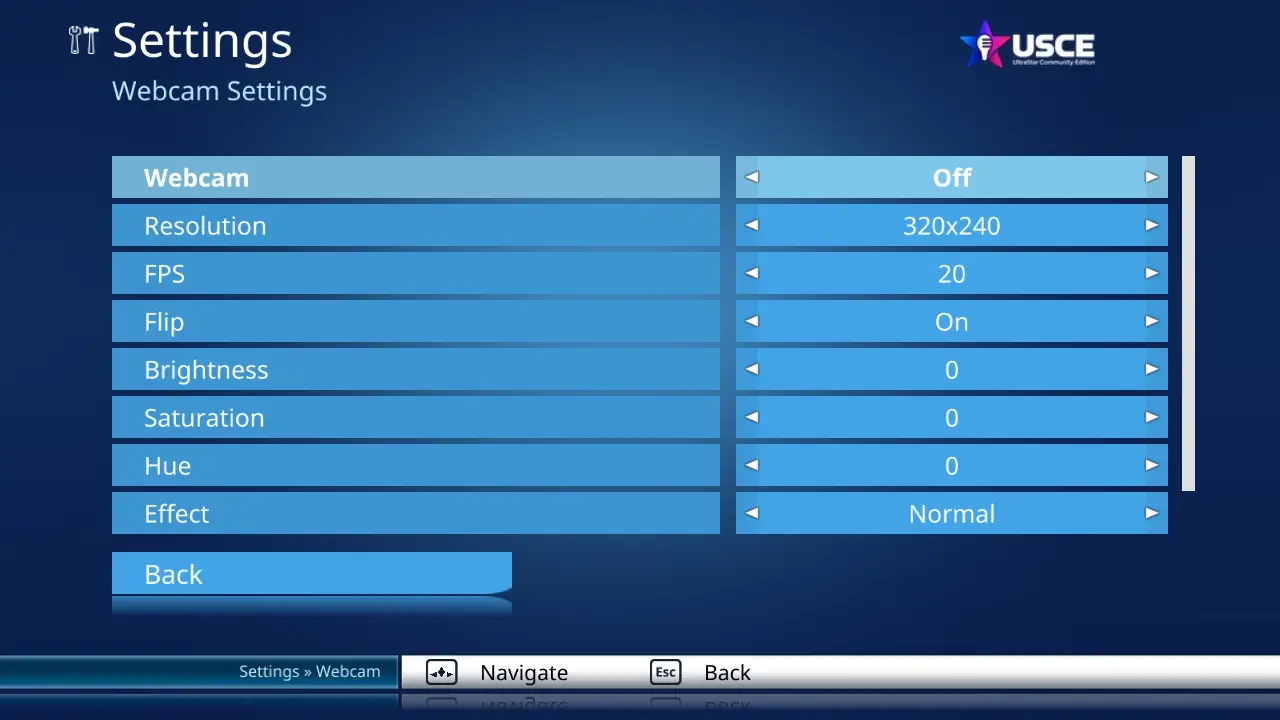 Settings
USCE
UltraStar Community Edition
Webcam Settings
Webcam Off
Resolution 320x240
FPS 20
Flip On
Brightness 0
Saturation 0
Hue 0
Effect Normal
Back
Settings » Webcam
Navigate
Esc Back